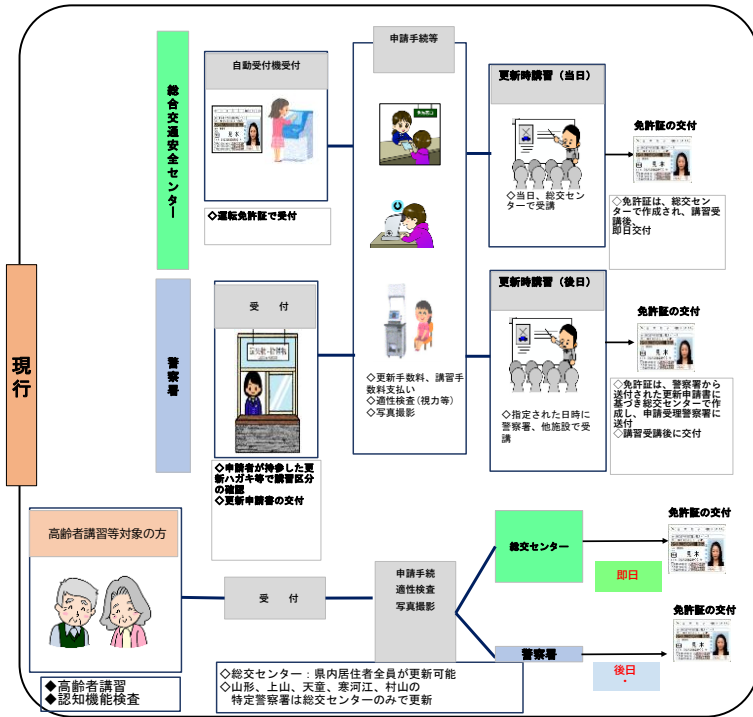 現行
総合交通安全センター
自動受付機受付
見本
◇運転免許証で受付
申請手続等
◇更新手数料、講習手
数料支払い
◇適性検査(視力等)
◇写真撮影
更新時講習(当日)
◇当日、総交セン
ターで受講
免許証の交付
見本
◇免許証は、総交セン
ターで作成され、講習受
講後、
即日交付
警察署
受 付
◇申請者が持参した更
新ハガキ等で講習区分
の確認
◇更新申請書の交付
更新時講習(後日)
◇指定された日時に
警察署、他施設で受
講
免許証の交付
見本
◇免許証は、警察署から
送付された更新申請書に
基づき総交センターで作
成し、申請受理警察署に
送付
◇講習受講後に交付
高齢者講習等対象の方
◆高齢者講習
◆認知機能検査
受 付
申請手続
適性検査
写真撮影
総交センター
即日
免許証の交付
見本
警察署
後日
・
免許証の交付
見本
◇総交センター:県内居住者全員が更新可能
◇山形、上山、天童、寒河江、村山の
特定警察署は総交センターのみで更新